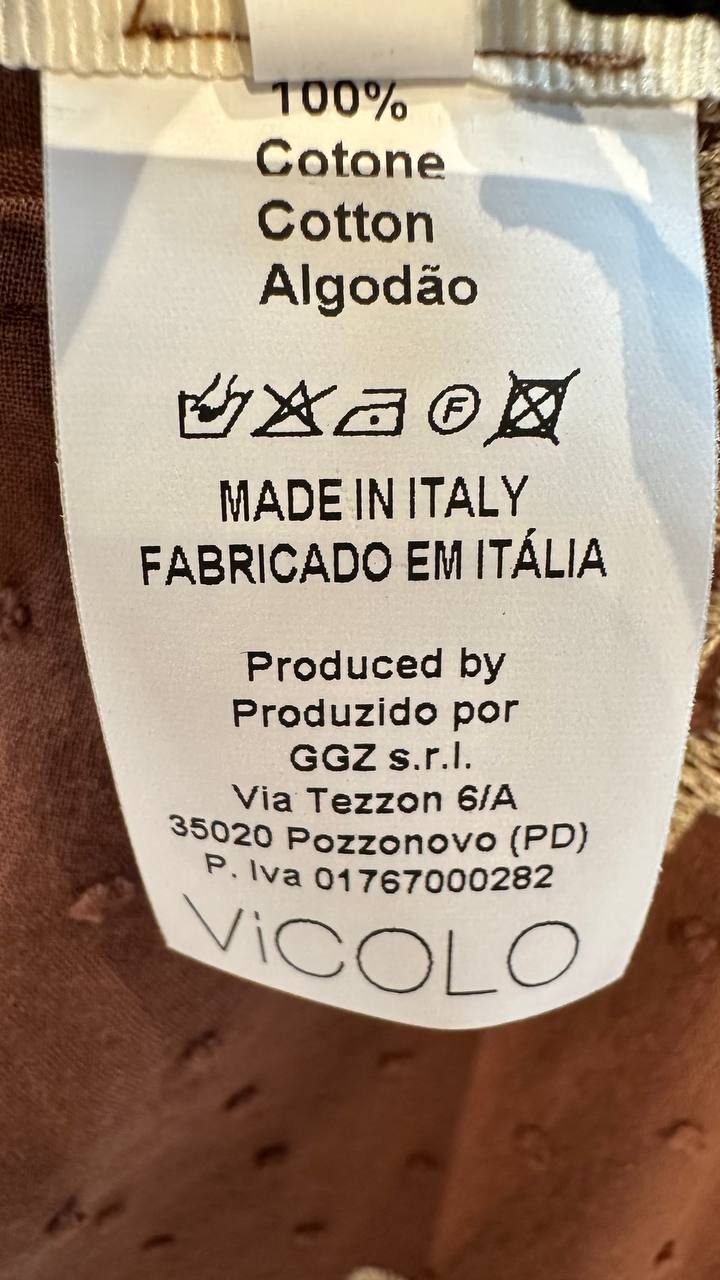 100%
Cotone
Cotton
Algodão
F
MADE IN ITALY
FABRICADO EM ITÁLIA
Produced by
Produzido por
GGZ s.r.l.
Via Tezzon 6/A
35020 Pozzonovo (PD)
P. Iva 01767000282
ViCOLO